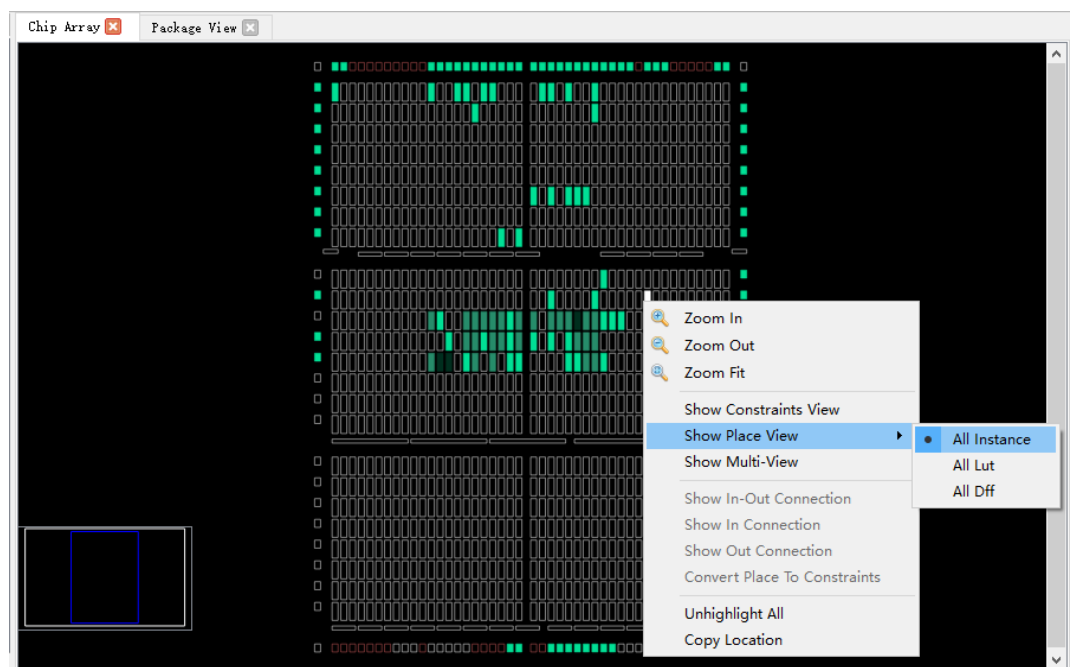 Chip Array
Package View
Zoom In
Zoom Out
Zoom Fit
Show Constraints View
Show Place View
All Instance
Show Multi-View
All Lut
All Dff
Show In-Out Connection
Show In Connection
Show Out Connection
Convert Place To Constraints
Unhighlight All
Copy Location